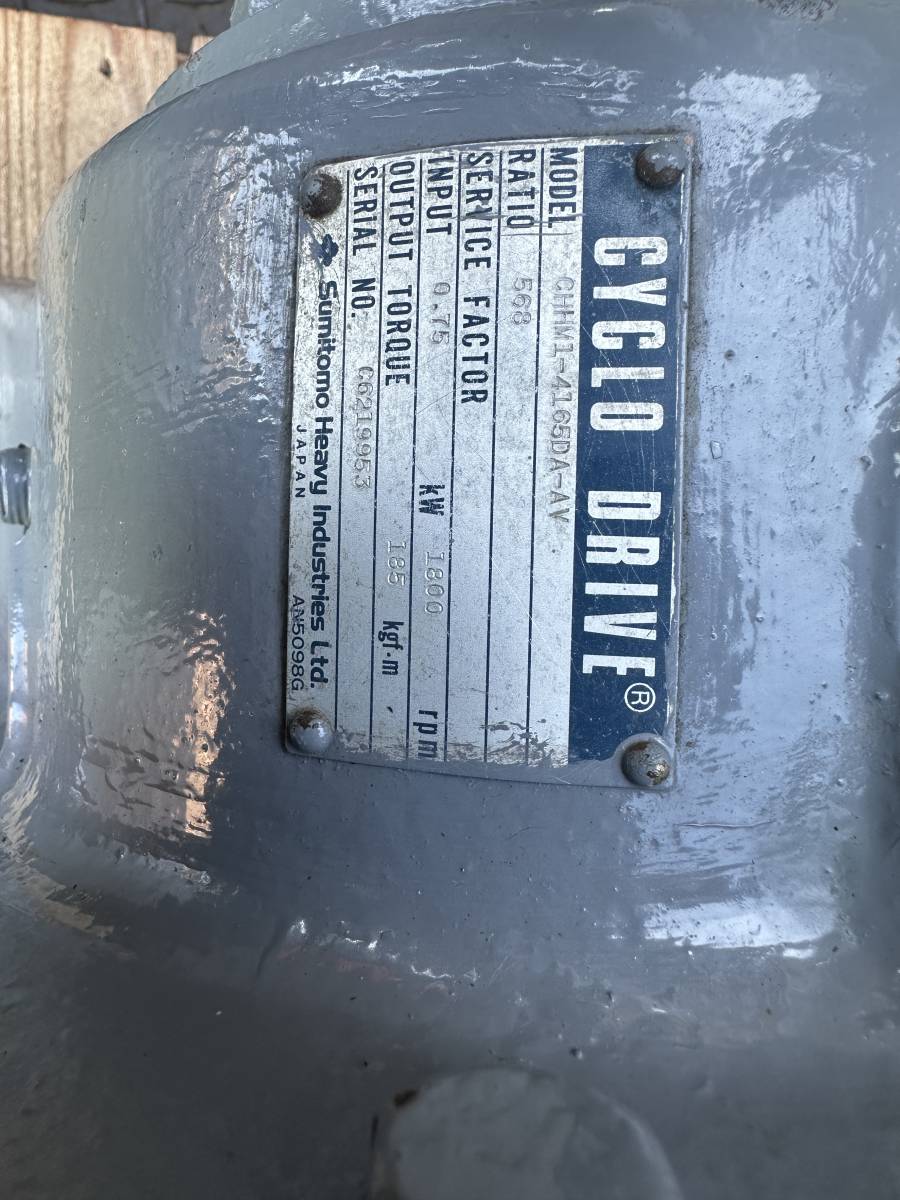 CYCLO DRIVE®
MODEL CHHM1-4165DA-AV
RATIO 568
SERVICE FACTOR
INPUT 0.75 kW 1800 rpm
OUTPUT TORQUE 185 kgf·m
SERIAL NO. C6219953
Sumitomo Heavy Industries Ltd.
JAPAN AN5098G